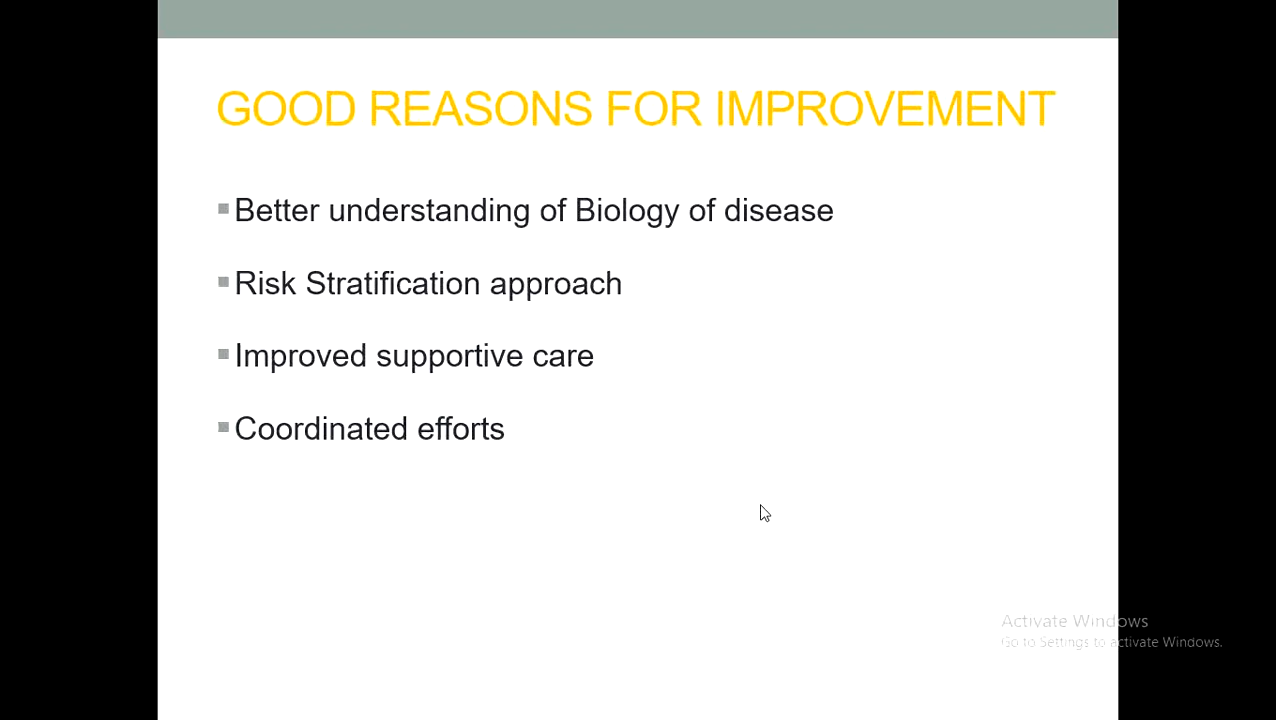 GOOD REASONS FOR IMPROVEMENT
Better understanding of Biology of disease
Risk Stratification approach
Improved supportive care
Coordinated efforts
Activate Windows
Go to Settings to activate Windows.